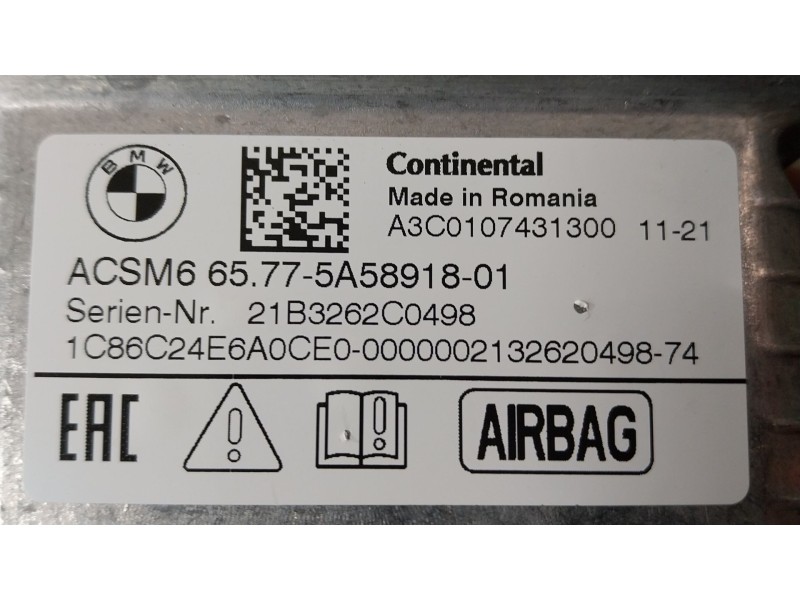 BMW
Continental
Made in Romania
A3C0107431300 11-21
ACSM6 65.77-5A58918-01
Serien-Nr. 21B3262C0498
1C86C24E6A0CE0-0000002132620498-74
EAC
AIRBAG